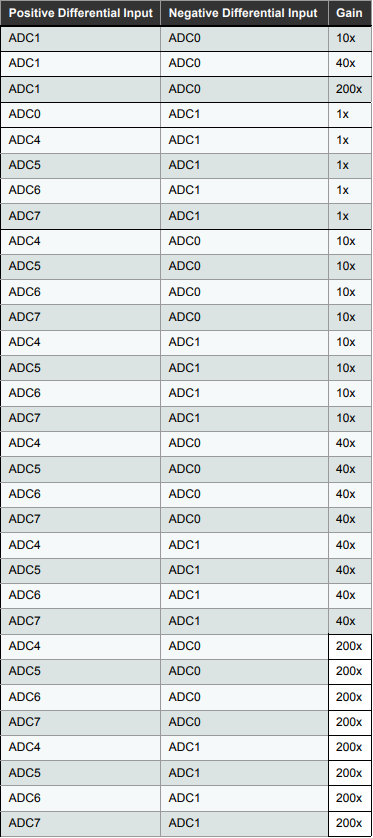 Positive Differential Input Negative Differential Input Gain
ADC1 ADC0 10x
ADC1 ADC0 40x
ADC1 ADC0 200x
ADC0 ADC1 1x
ADC4 ADC1 1x
ADC5 ADC1 1x
ADC6 ADC1 1x
ADC7 ADC1 1x
ADC4 ADC0 10x
ADC5 ADC0 10x
ADC6 ADC0 10x
ADC7 ADC0 10x
ADC4 ADC1 10x
ADC5 ADC1 10x
ADC6 ADC1 10x
ADC7 ADC1 10x
ADC4 ADC0 40x
ADC5 ADC0 40x
ADC6 ADC0 40x
ADC7 ADC0 40x
ADC4 ADC1 40x
ADC5 ADC1 40x
ADC6 ADC1 40x
ADC7 ADC1 40x
ADC4 ADC0 200x
ADC5 ADC0 200x
ADC6 ADC0 200x
ADC7 ADC0 200x
ADC4 ADC1 200x
ADC5 ADC1 200x
ADC6 ADC1 200x
ADC7 ADC1 200x